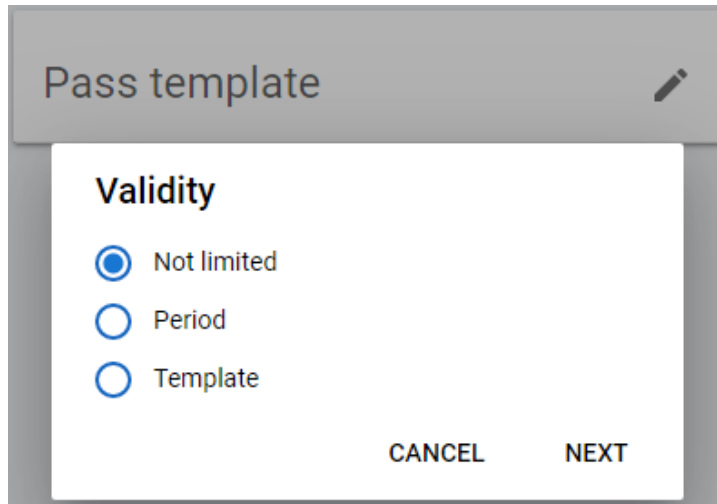 Pass template
Validity
Not limited
Period
Template
CANCEL NEXT